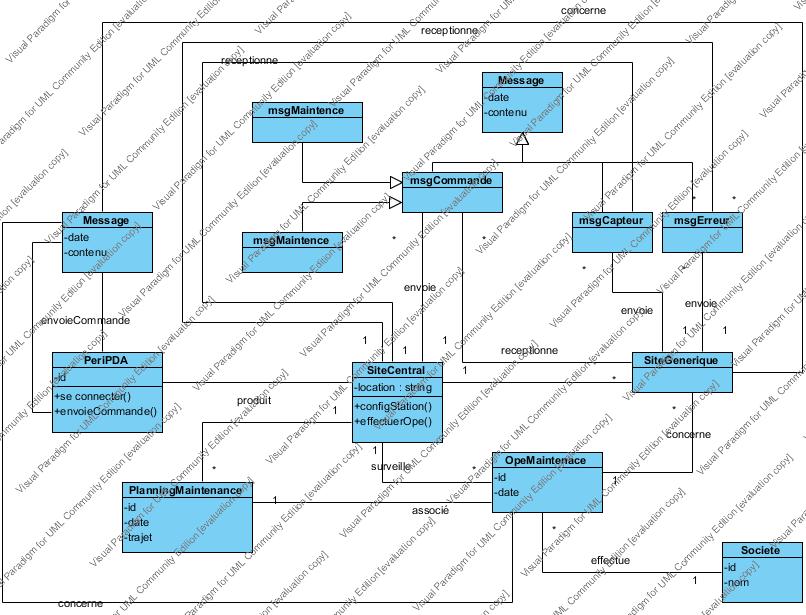 concerne
receptionne
receptionne
Message
-date
-contenu
msgMaintence
msgCommande
Message
-date
-contenu
msgCapteur
msgErreur
*
*
msgMaintence
*
*
*
*
envoie
envoie
envoie
envoieCommande
1
1
1
1
receptionne
1
PeriPDA
-id
+se connecter()
+envoieCommande()
SiteCentral
-location : string
+configStation()
+effectuerOpe()
SiteGenerique
*
*
produit
1
concerne
1
surveille
*
*
OpeMaintenace
-id
-date
1
PlanningMaintenance
-id
-date
-trajet
1
associé
*
effectue
1
Societe
-id
-nom
concerne
Visual Paradigm for UML Community Edition [evaluation copy]